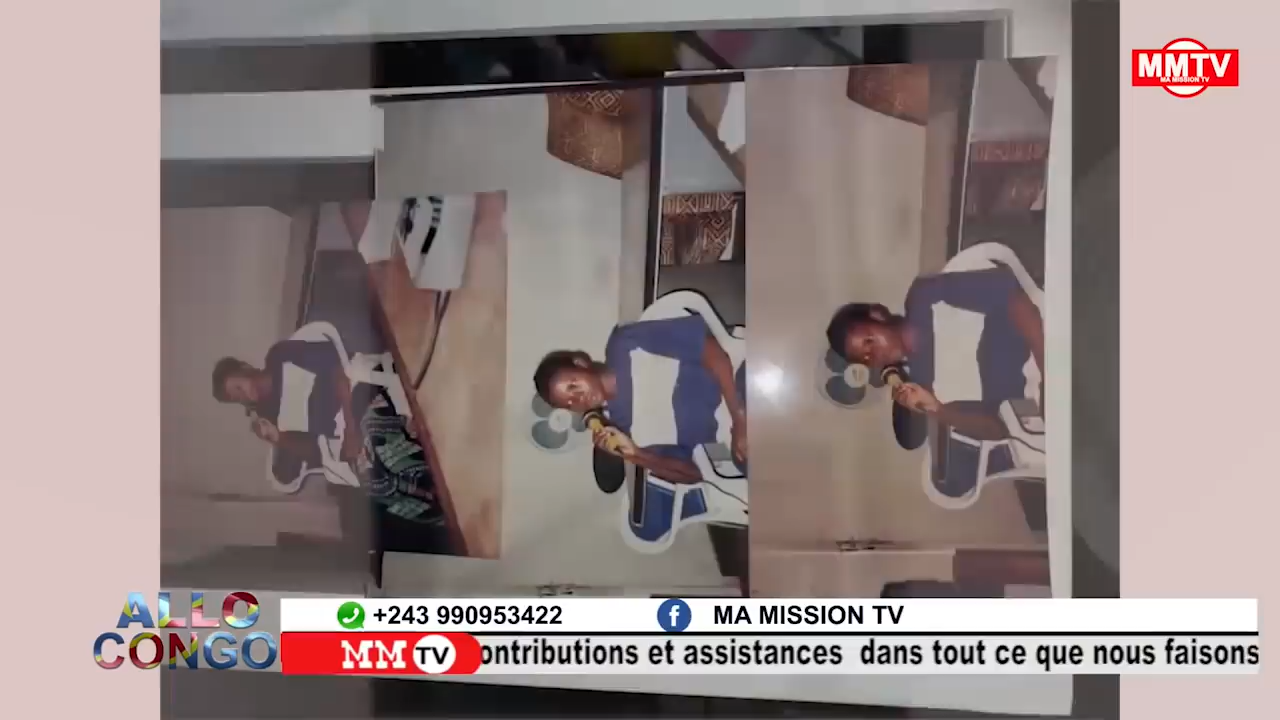 MMTV
MA MISSION TV
ALLO
CONGO
+243 990953422
MA MISSION TV
MM TV
ontributions et assistances dans tout ce que nous faisons